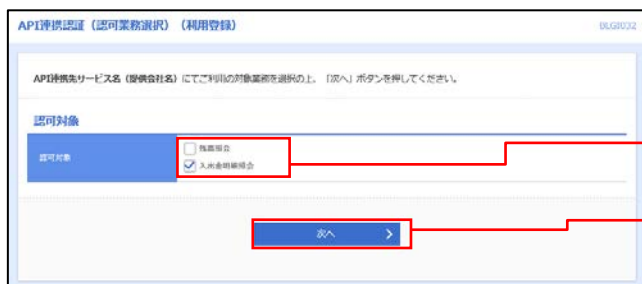 API連携認証（認可業務選択）（利用登録）
BLGI032
API連携先サービス名（提供会社名）にてご利用の対象業務を選択の上、「次へ」ボタンを押してください。
認可対象
認可対象
残高照会
入出金明細照会
次へ